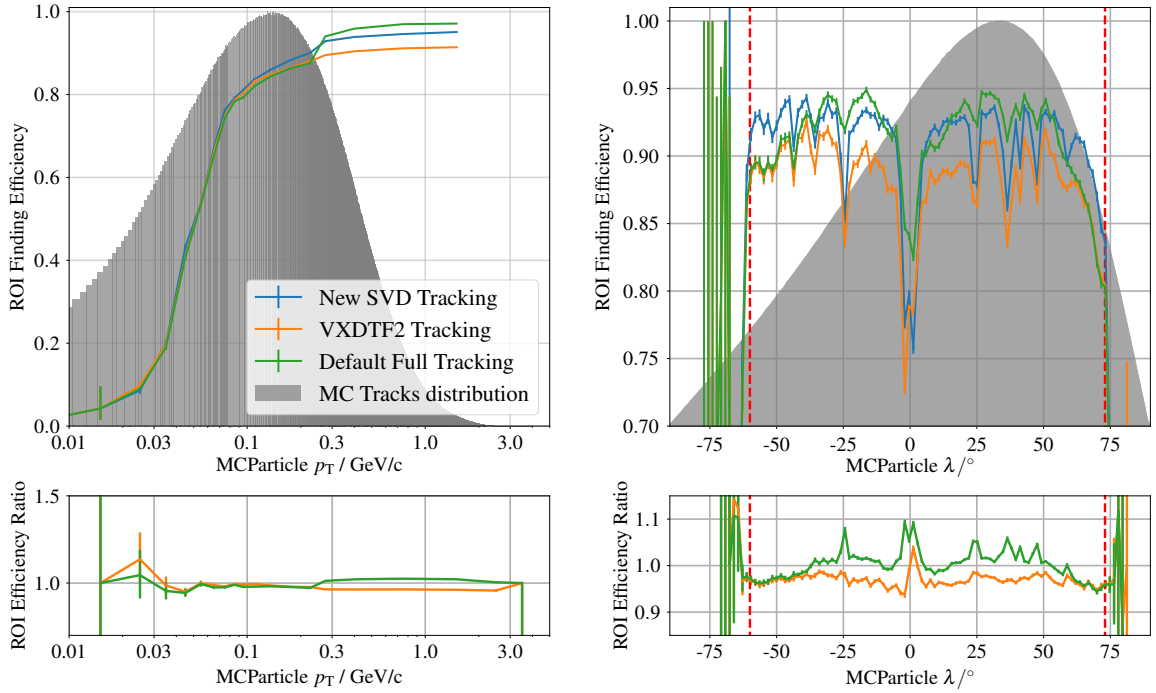 ROI Finding Efficiency
1.0
0.8
0.6
0.4
0.2
0.0
New SVD Tracking
VXDTF2 Tracking
Default Full Tracking
MC Tracks distribution
0.01 0.03 0.1 0.3 1.0 3.0
MCParticle pT / GeV/c
ROI Finding Efficiency
1.00
0.95
0.90
0.85
0.80
0.75
0.70
-75 -50 -25 0 25 50 75
MCParticle λ/°
ROI Efficiency Ratio
1.5
1.0
0.01 0.03 0.1 0.3 1.0 3.0
MCParticle pT / GeV/c
ROI Efficiency Ratio
1.1
1.0
0.9
-75 -50 -25 0 25 50 75
MCParticle λ/°